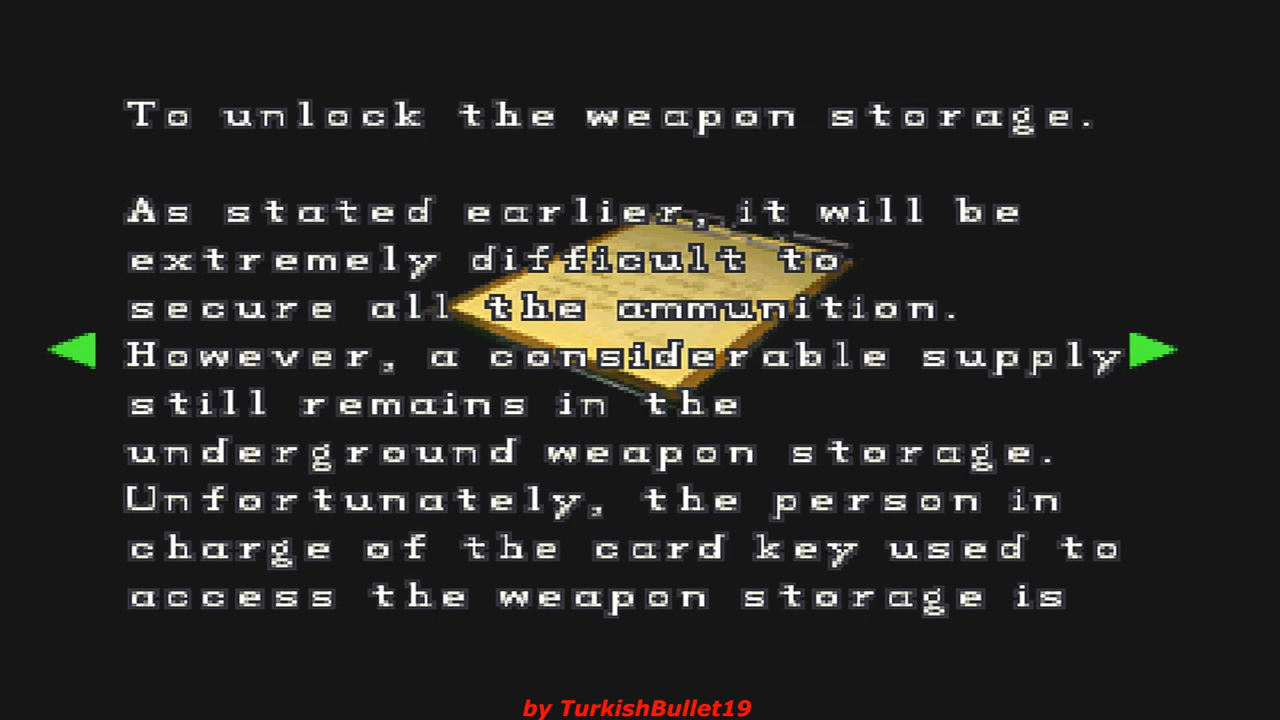 To unlock the weapon storage.
As stated earlier, it will be
extremely difficult to
secure all the ammunition.
However, a considerable supply
still remains in the
underground weapon storage.
Unfortunately, the person in
charge of the card key used to
access the weapon storage is
by TurkishBullet19